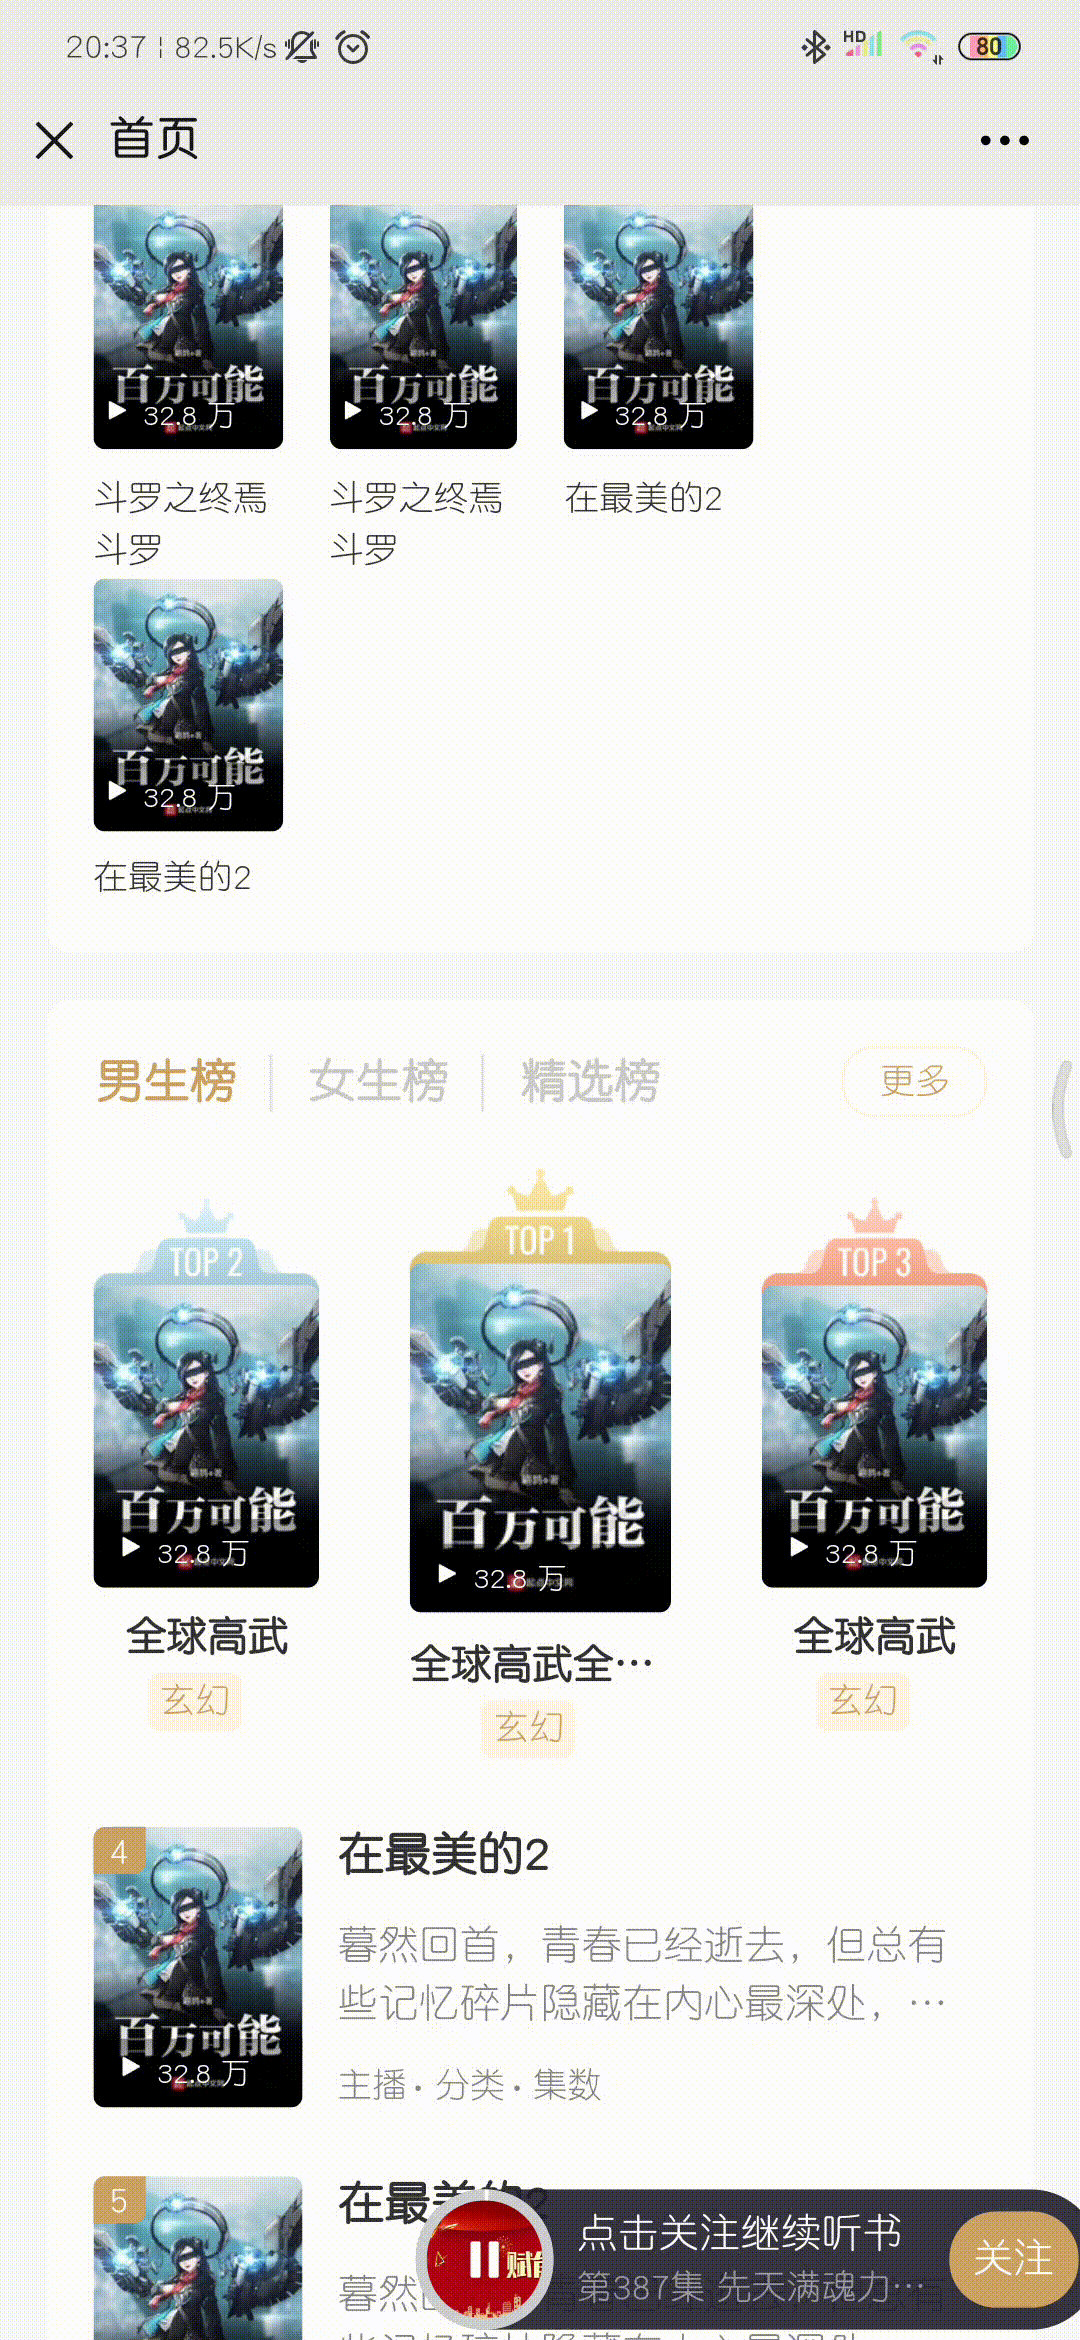 20:37 | 82.5K/s
HD
80
首页
百万可能
32.8 万
百万可能
32.8 万
百万可能
32.8 万
斗罗之终焉
斗罗
斗罗之终焉
斗罗
在最美的2
百万可能
32.8 万
在最美的2
男生榜
女生榜
精选榜
更多
TOP 2
百万可能
32.8 万
全球高武
玄幻
TOP 1
百万可能
32.8 万
全球高武全…
玄幻
TOP 3
百万可能
32.8 万
全球高武
玄幻
4
百万可能
32.8 万
在最美的2
暮然回首，青春已经逝去，但总有
些记忆碎片隐藏在内心最深处，…
主播 · 分类 · 集数
5
在最美的2
暮然
点击关注继续听书
第387集 先天满魂力…
关注